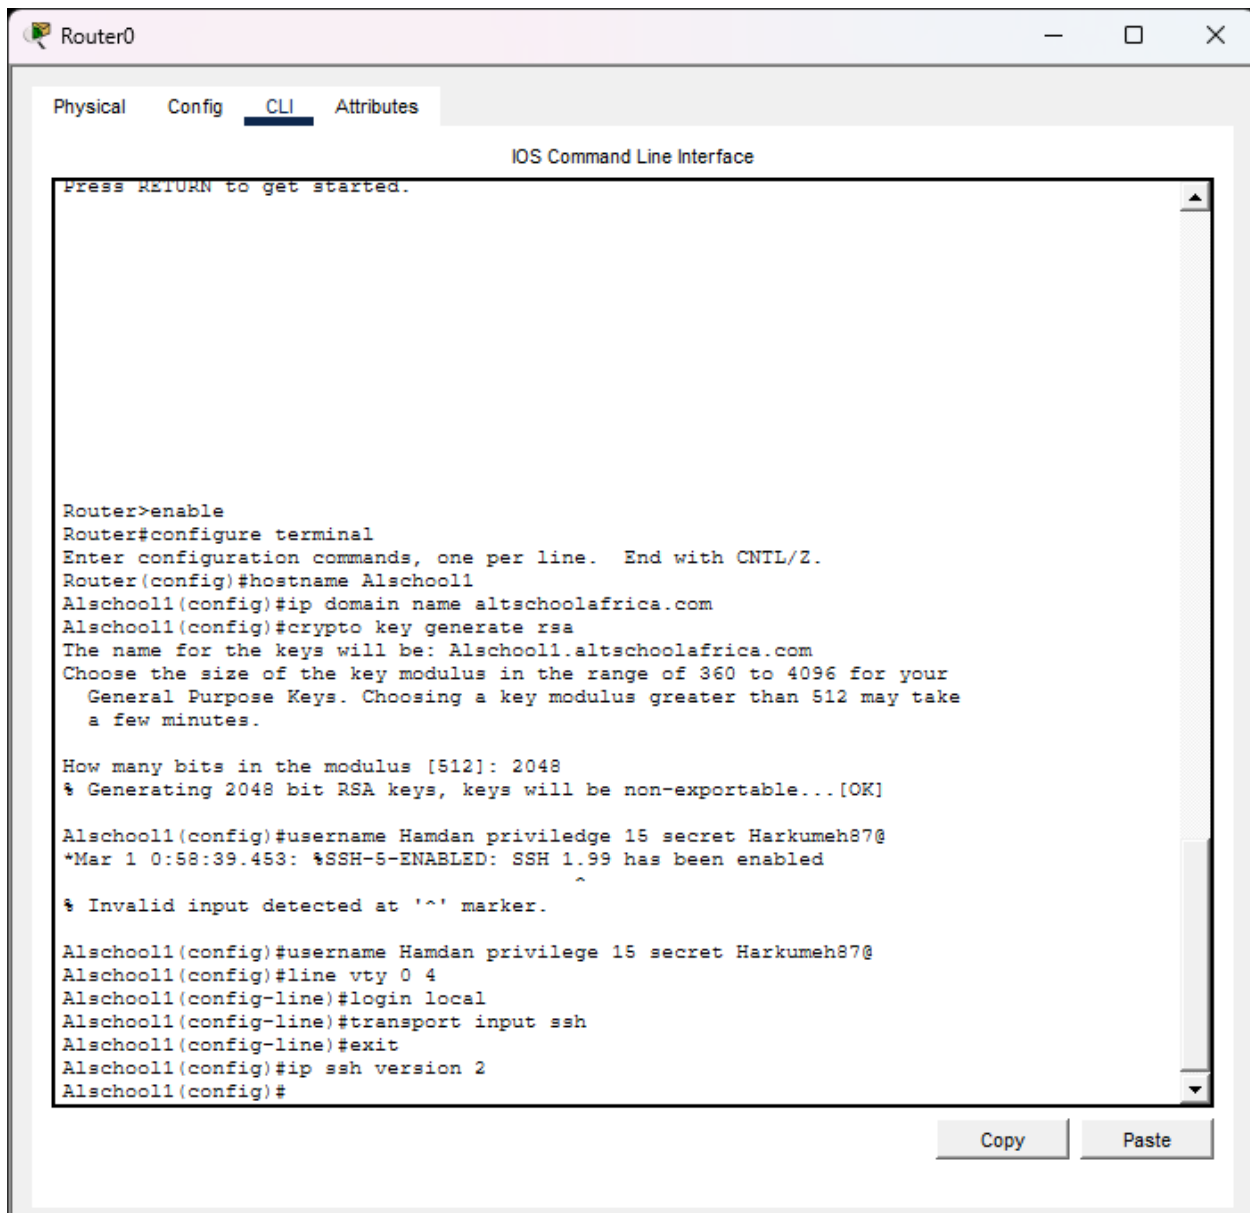 Router0
Physical Config CLI Attributes
IOS Command Line Interface
Press RETURN to get started.
Router>enable
Router#configure terminal
Enter configuration commands, one per line.  End with CNTL/Z.
Router(config)#hostname Alschool1
Alschool1(config)#ip domain name altschoolafrica.com
Alschool1(config)#crypto key generate rsa
The name for the keys will be: Alschool1.altschoolafrica.com
Choose the size of the key modulus in the range of 360 to 4096 for your
  General Purpose Keys. Choosing a key modulus greater than 512 may take
  a few minutes.
How many bits in the modulus [512]: 2048
% Generating 2048 bit RSA keys, keys will be non-exportable...[OK]
Alschool1(config)#username Hamdan priviledge 15 secret Harkumeh87@
*Mar 1 0:58:39.453: %SSH-5-ENABLED: SSH 1.99 has been enabled
^
% Invalid input detected at '^' marker.
Alschool1(config)#username Hamdan privilege 15 secret Harkumeh87@
Alschool1(config)#line vty 0 4
Alschool1(config-line)#login local
Alschool1(config-line)#transport input ssh
Alschool1(config-line)#exit
Alschool1(config)#ip ssh version 2
Alschool1(config)#
Copy Paste